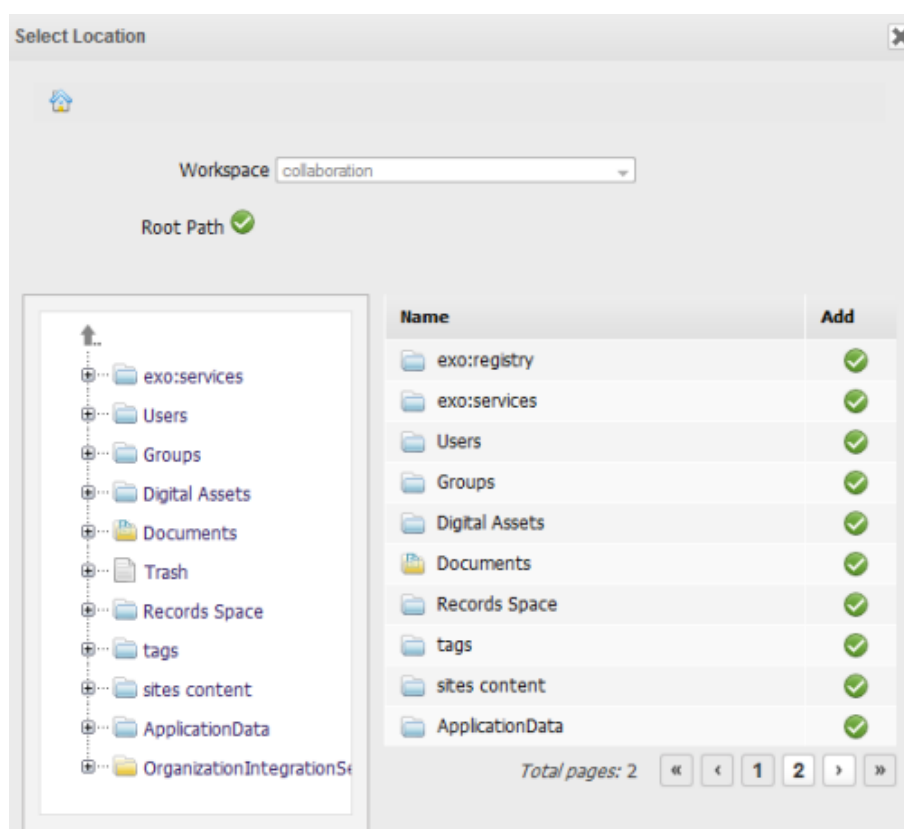 Select Location
Workspace collaboration
Root Path
..
exo:services
Users
Groups
Digital Assets
Documents
Trash
Records Space
tags
sites content
ApplicationData
OrganizationIntegrationSe
Name Add
exo:registry
exo:services
Users
Groups
Digital Assets
Documents
Records Space
tags
sites content
ApplicationData
Total pages: 2 « ‹ 1 2 › »